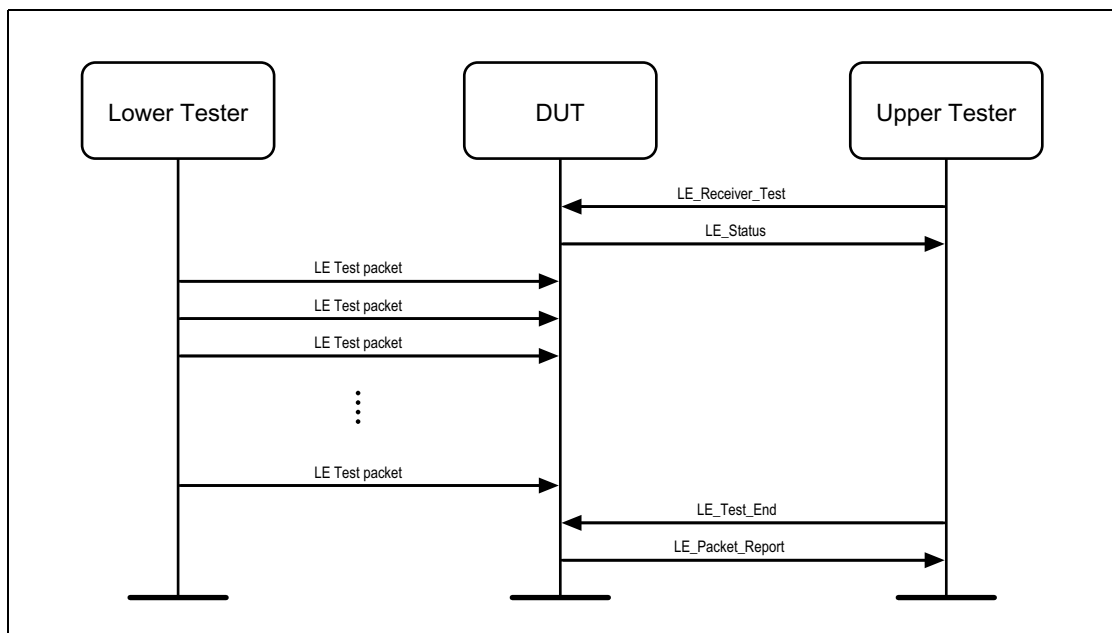 Lower Tester
DUT
Upper Tester
LE_Receiver_Test
LE_Status
LE Test packet
LE Test packet
LE Test packet
LE Test packet
LE_Test_End
LE_Packet_Report